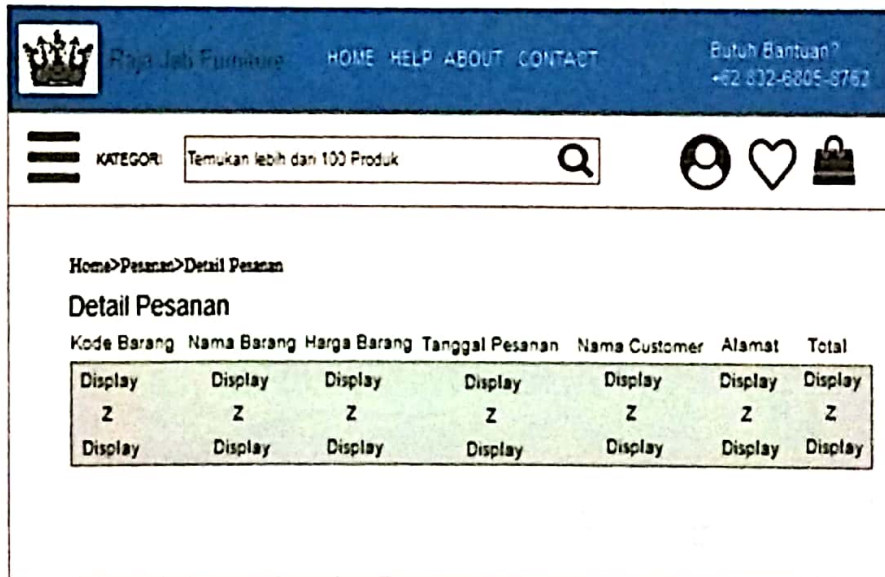 Raja Jati Furniture HOME HELP ABOUT CONTACT Butuh Bantuan?
+62 832-6805-8762
KATEGORI Temukan lebih dari 100 Produk
Home>Pesanan>Detail Pesanan
Detail Pesanan
Kode Barang Nama Barang Harga Barang Tanggal Pesanan Nama Customer Alamat Total
Display Display Display Display Display Display Display
Z Z Z Z Z Z Z
Display Display Display Display Display Display Display